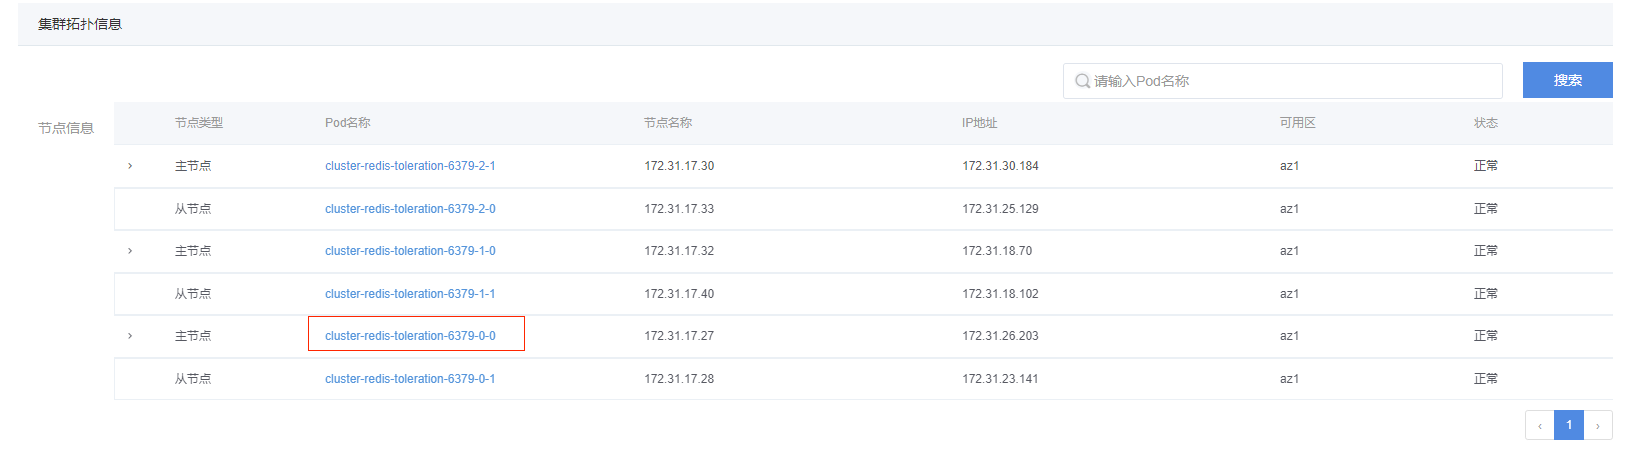 集群拓扑信息
请输入Pod名称 搜索
节点信息 节点类型 Pod名称 节点名称 IP地址 可用区 状态
主节点 cluster-redis-toleration-6379-2-1 172.31.17.30 172.31.30.184 az1 正常
从节点 cluster-redis-toleration-6379-2-0 172.31.17.33 172.31.25.129 az1 正常
主节点 cluster-redis-toleration-6379-1-0 172.31.17.32 172.31.18.70 az1 正常
从节点 cluster-redis-toleration-6379-1-1 172.31.17.40 172.31.18.102 az1 正常
主节点 cluster-redis-toleration-6379-0-0 172.31.17.27 172.31.26.203 az1 正常
从节点 cluster-redis-toleration-6379-0-1 172.31.17.28 172.31.23.141 az1 正常
‹ 1 ›